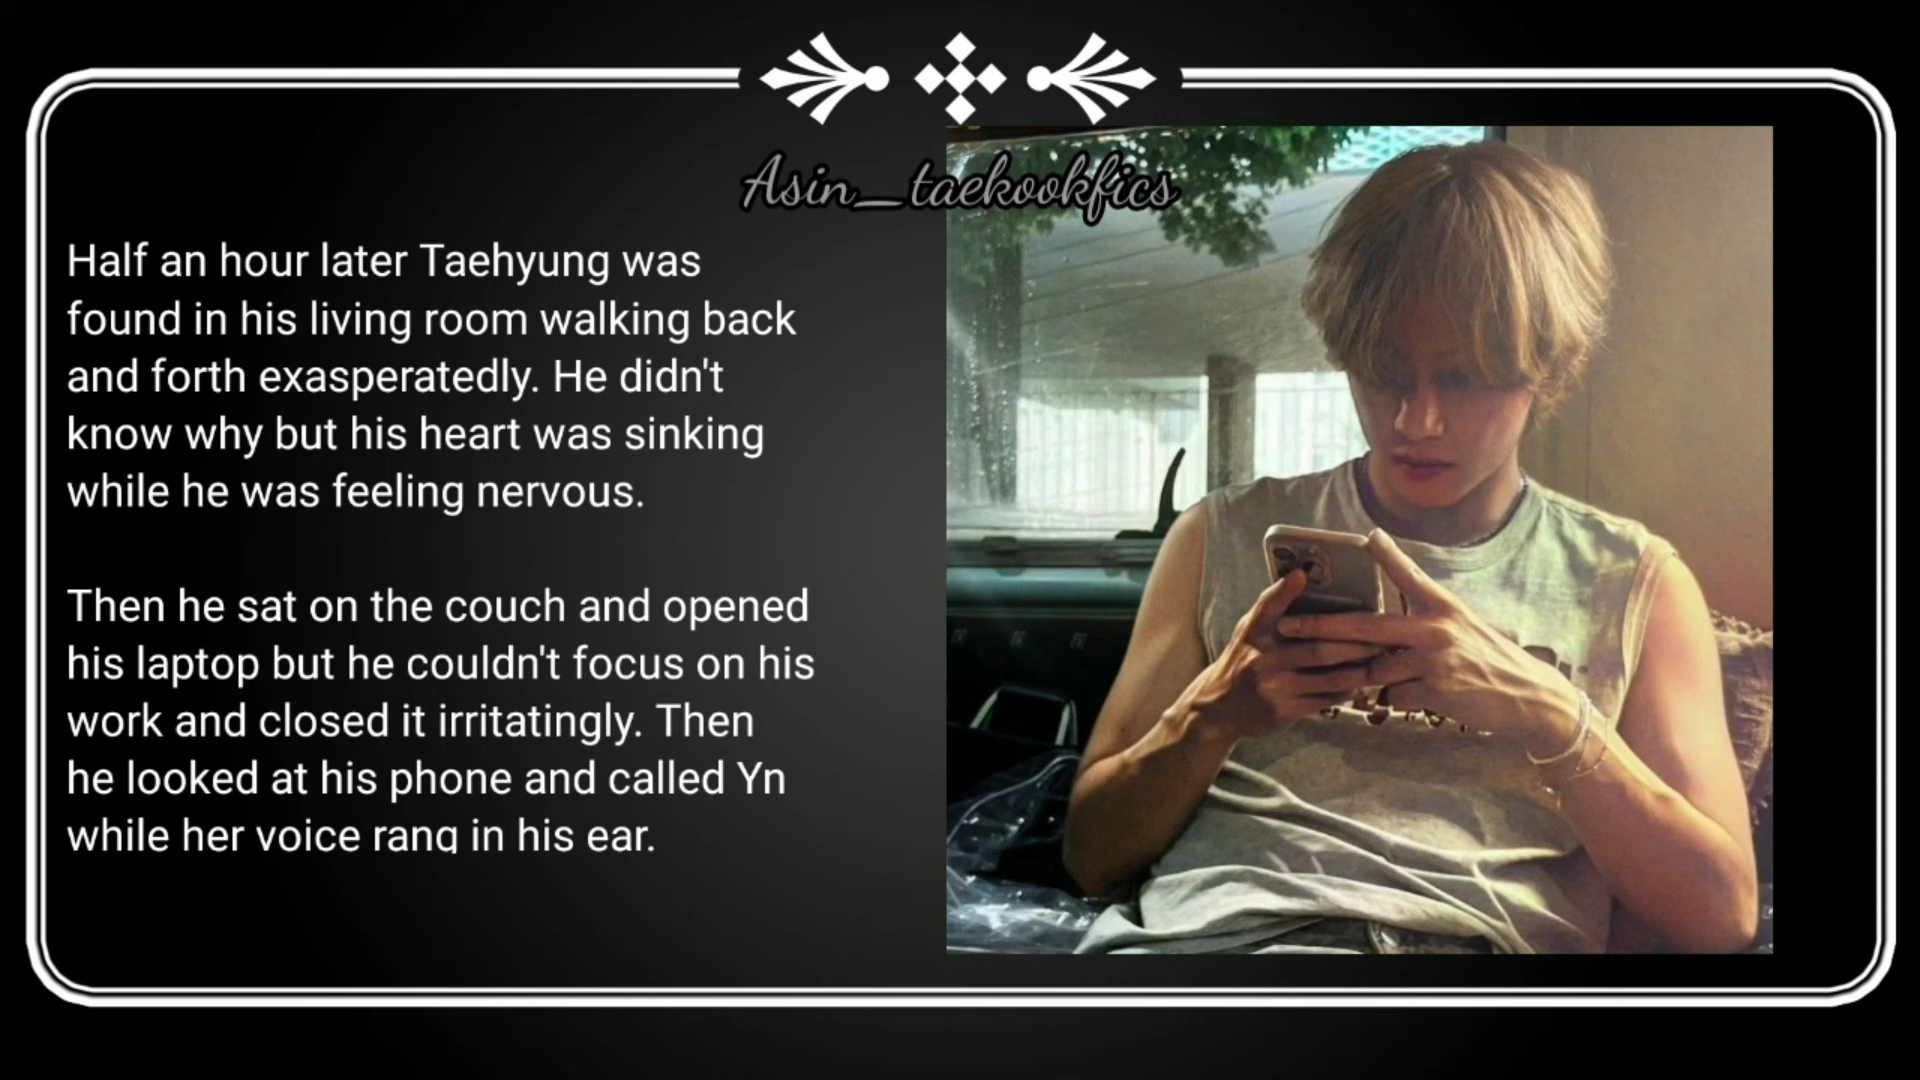 Asin_taekookfics
Half an hour later Taehyung was
found in his living room walking back
and forth exasperatedly. He didn't
know why but his heart was sinking
while he was feeling nervous.
Then he sat on the couch and opened
his laptop but he couldn't focus on his
work and closed it irritatingly. Then
he looked at his phone and called Yn
while her voice rang in his ear.